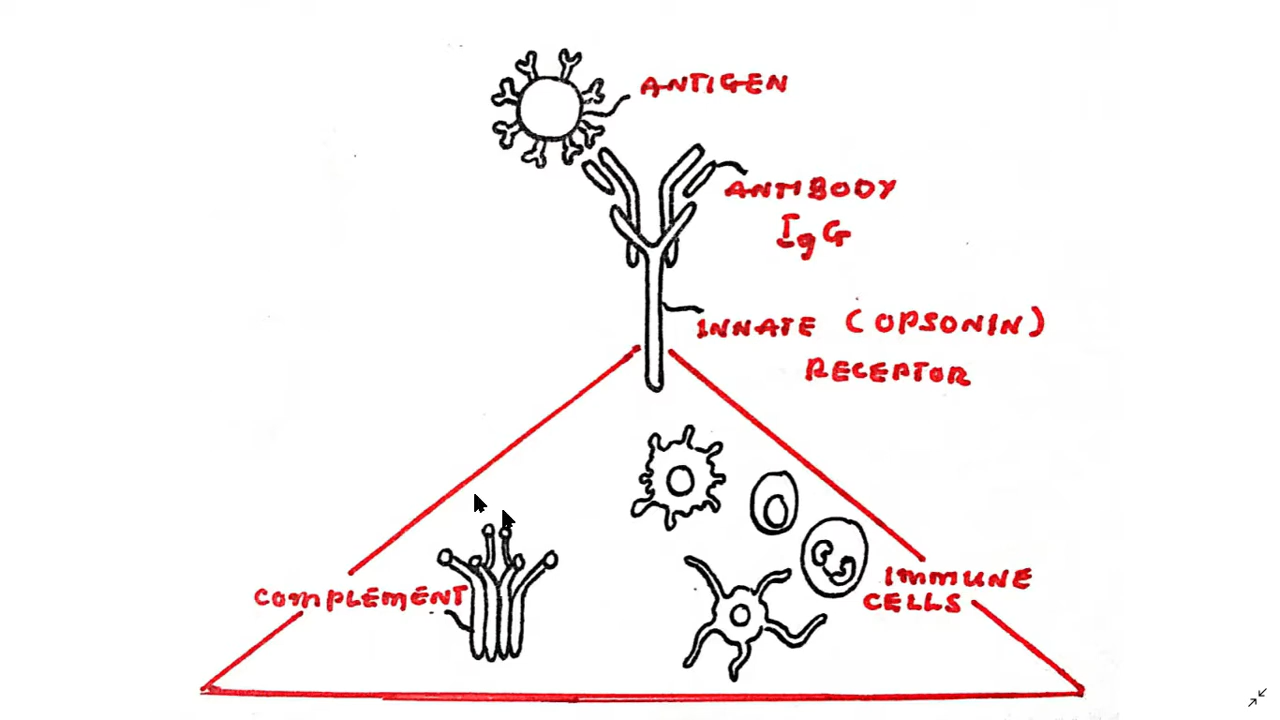 ANTIGEN
ANTIBODY
IgG
INNATE (OPSONIN)
RECEPTOR
COMPLEMENT
IMMUNE
CELLS